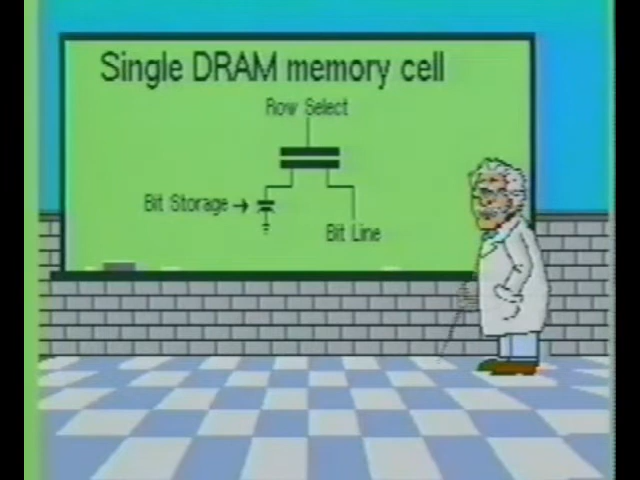 Single DRAM memory cell
Row Select
Bit Storage
Bit Line